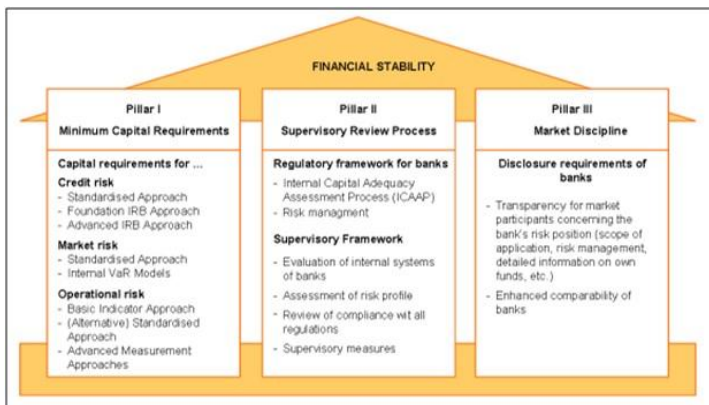 FINANCIAL STABILITY
Pillar I
Minimum Capital Requirements
Capital requirements for ...
Credit risk
- Standardised Approach
- Foundation IRB Approach
- Advanced IRB Approach
Market risk
- Standardised Approach
- Internal VaR Models
Operational risk
- Basic Indicator Approach
- (Alternative) Standardised
Approach
- Advanced Measurement
Approaches
Pillar II
Supervisory Review Process
Regulatory framework for banks
- Internal Capital Adequacy
Assessment Process (ICAAP)
- Risk managment
Supervisory Framework
- Evaluation of internal systems
of banks
- Assessment of risk profile
- Review of compliance wit all
regulations
- Supervisory measures
Pillar III
Market Discipline
Disclosure requirements of
banks
- Transparency for market
participants concerning the
bank's risk position (scope of
application, risk management,
detailed information on own
funds, etc.)
- Enhanced comparability of
banks